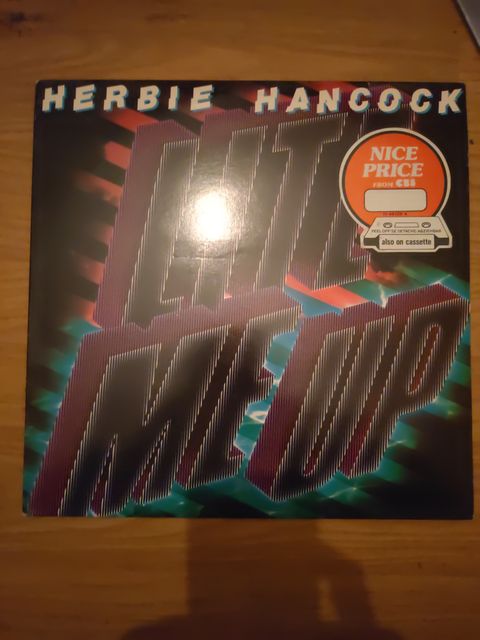 HERBIE HANCOCK
LITE
ME UP
NICE
PRICE
FROM CBS
also on cassette